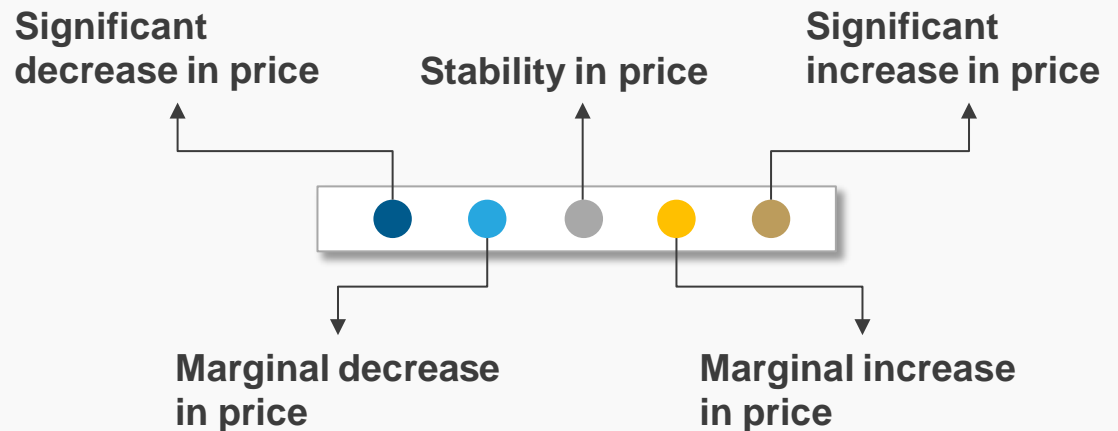 Significant
decrease in price
Stability in price
Significant
increase in price
Marginal decrease
in price
Marginal increase
in price